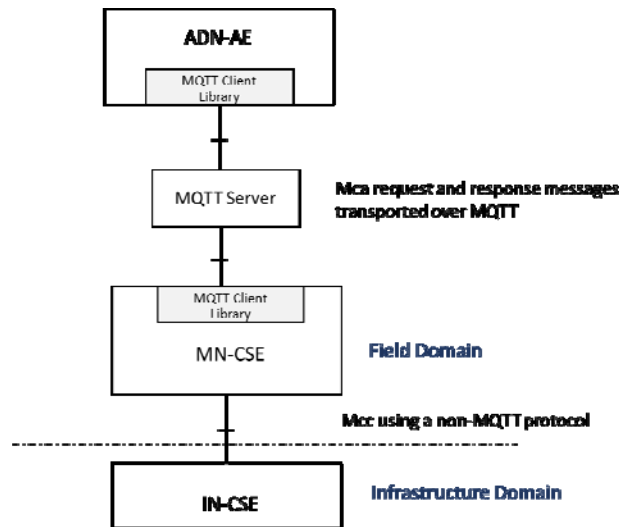 ADN-AE
MQTT Client
Library
MQTT Server
Mca request and response messages
transported over MQTT
MQTT Client
Library
MN-CSE
Field Domain
Mcc using a non-MQTT protocol
IN-CSE
Infrastructure Domain